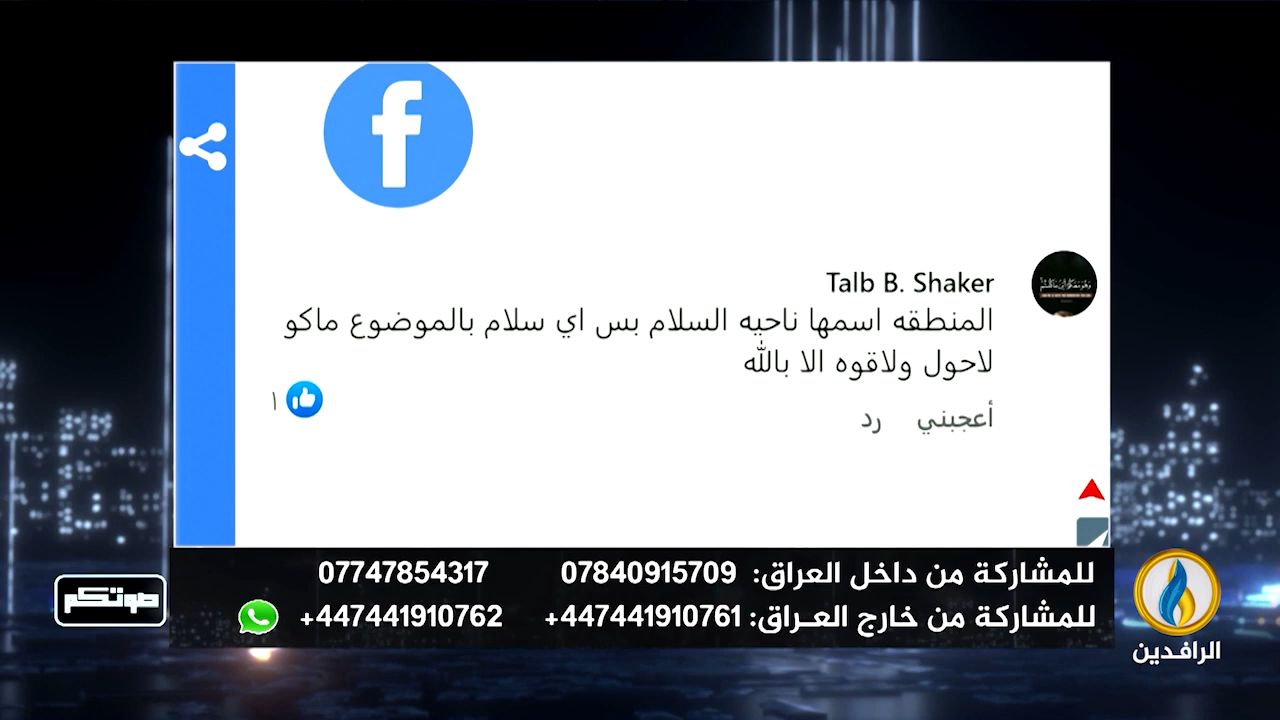 Talb B. Shaker
المنطقه اسمها ناحيه السلام بس اي سلام بالموضوع ماكو
لاحول ولاقوه الا بالله
١
أعجبني رد
للمشاركة من داخل العراق: 07840915709 07747854317
للمشاركة من خارج العـراق: 447441910761+ 447441910762+
صوتكم
الرافدين